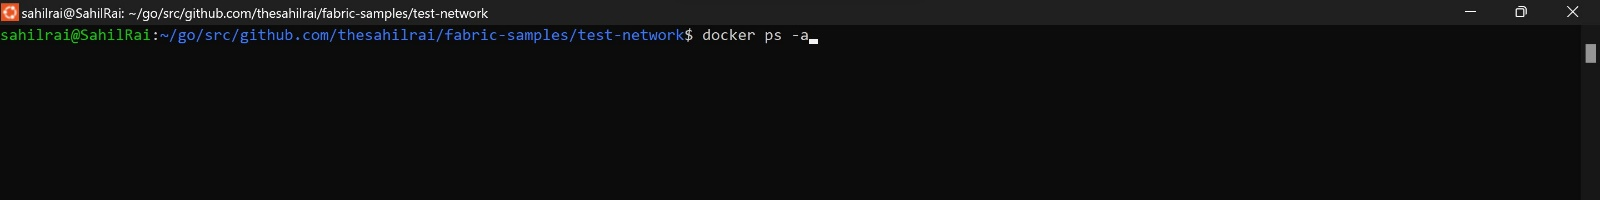 sahilrai@SahilRai: ~/go/src/github.com/thesahilrai/fabric-samples/test-network
sahilrai@SahilRai:~/go/src/github.com/thesahilrai/fabric-samples/test-network$ docker ps -a